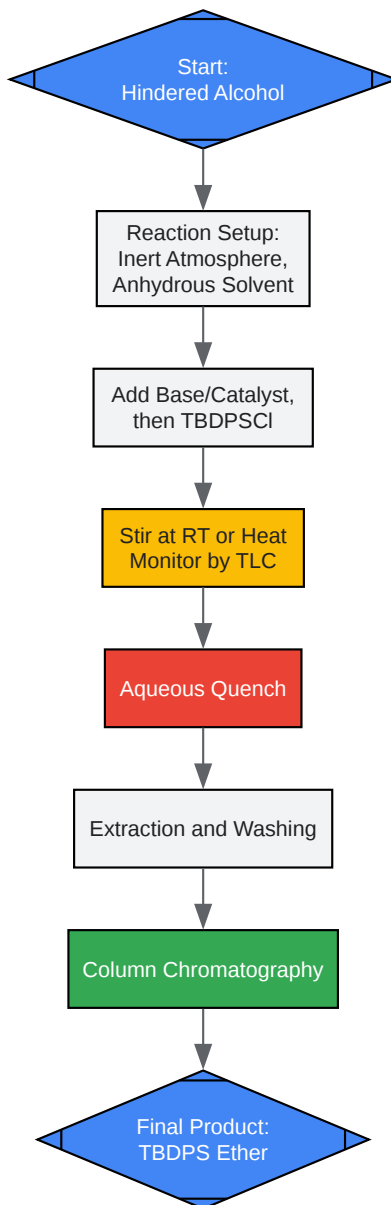 Start:
Hindered Alcohol
Reaction Setup:
Inert Atmosphere,
Anhydrous Solvent
Add Base/Catalyst,
then TBDPSCl
Stir at RT or Heat
Monitor by TLC
Aqueous Quench
Extraction and Washing
Column Chromatography
Final Product:
TBDPS Ether